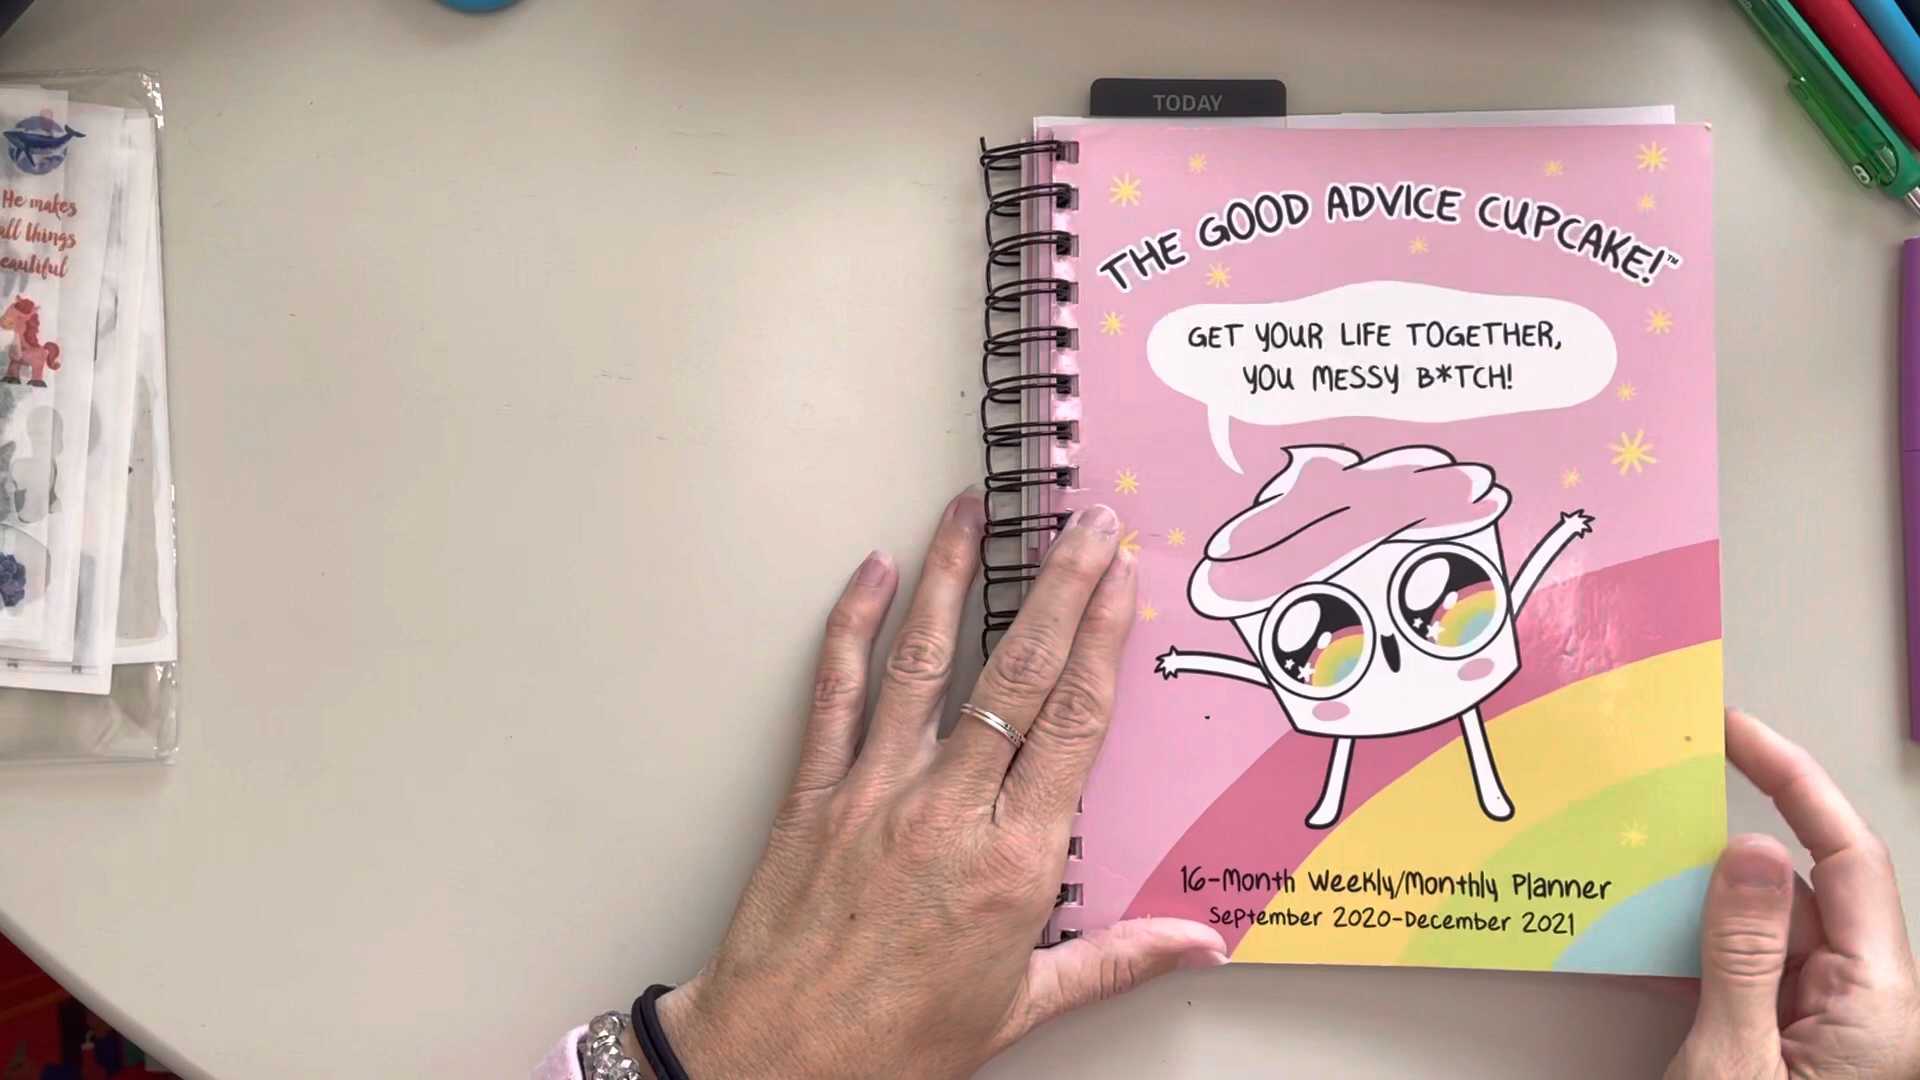 He makes
all things
eautiful
TODAY
THE GOOD ADVICE CUPCAKE!™
GET YOUR LIFE TOGETHER,
YOU MESSY B*TCH!
16-Month Weekly/Monthly Planner
September 2020-December 2021